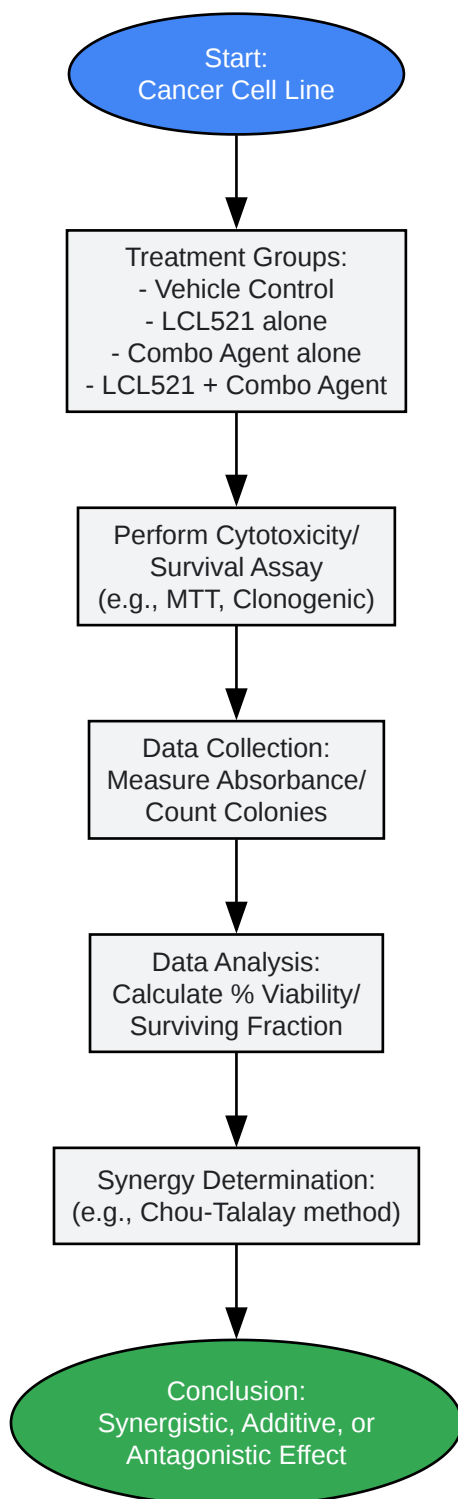 Start:
Cancer Cell Line
Treatment Groups:
- Vehicle Control
- LCL521 alone
- Combo Agent alone
- LCL521 + Combo Agent
Perform Cytotoxicity/
Survival Assay
(e.g., MTT, Clonogenic)
Data Collection:
Measure Absorbance/
Count Colonies
Data Analysis:
Calculate % Viability/
Surviving Fraction
Synergy Determination:
(e.g., Chou-Talalay method)
Conclusion:
Synergistic, Additive, or
Antagonistic Effect